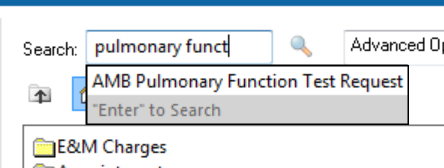 Search: pulmonary funct Advanced Op
AMB Pulmonary Function Test Request
"Enter" to Search
E&M Charges